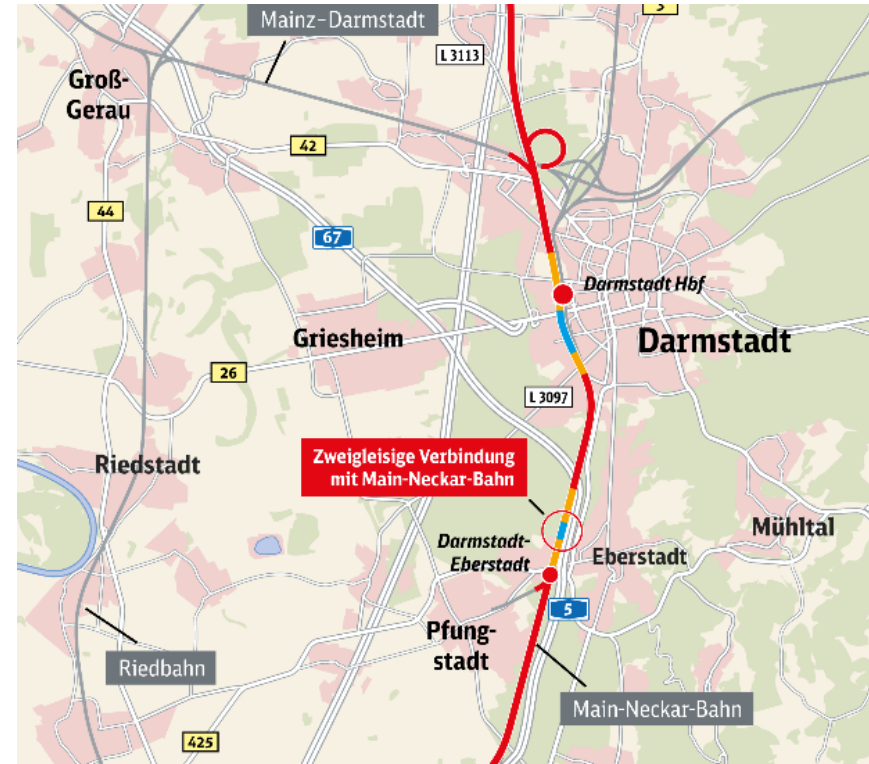 Mainz-Darmstadt
3
L 3113
Groß-
Gerau
42
44
67
Darmstadt Hbf
Griesheim
Darmstadt
26
L 3097
Zweigleisige Verbindung
mit Main-Neckar-Bahn
Riedstadt
Mühltal
Darmstadt-
Eberstadt
Eberstadt
5
Pfung-
stadt
Riedbahn
Main-Neckar-Bahn
425